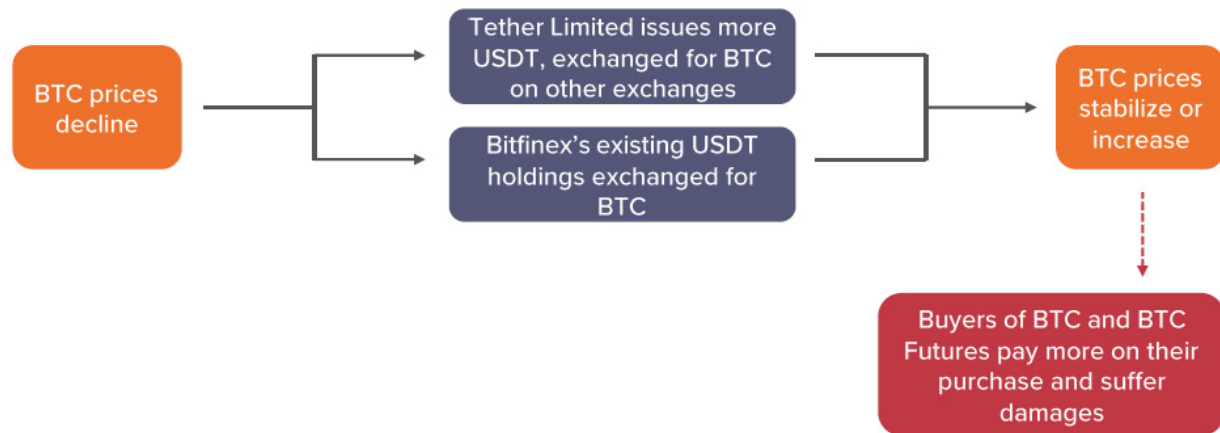 BTC prices
decline
Tether Limited issues more
USDT, exchanged for BTC
on other exchanges
Bitfinex's existing USDT
holdings exchanged for
BTC
BTC prices
stabilize or
increase
Buyers of BTC and BTC
Futures pay more on their
purchase and suffer
damages